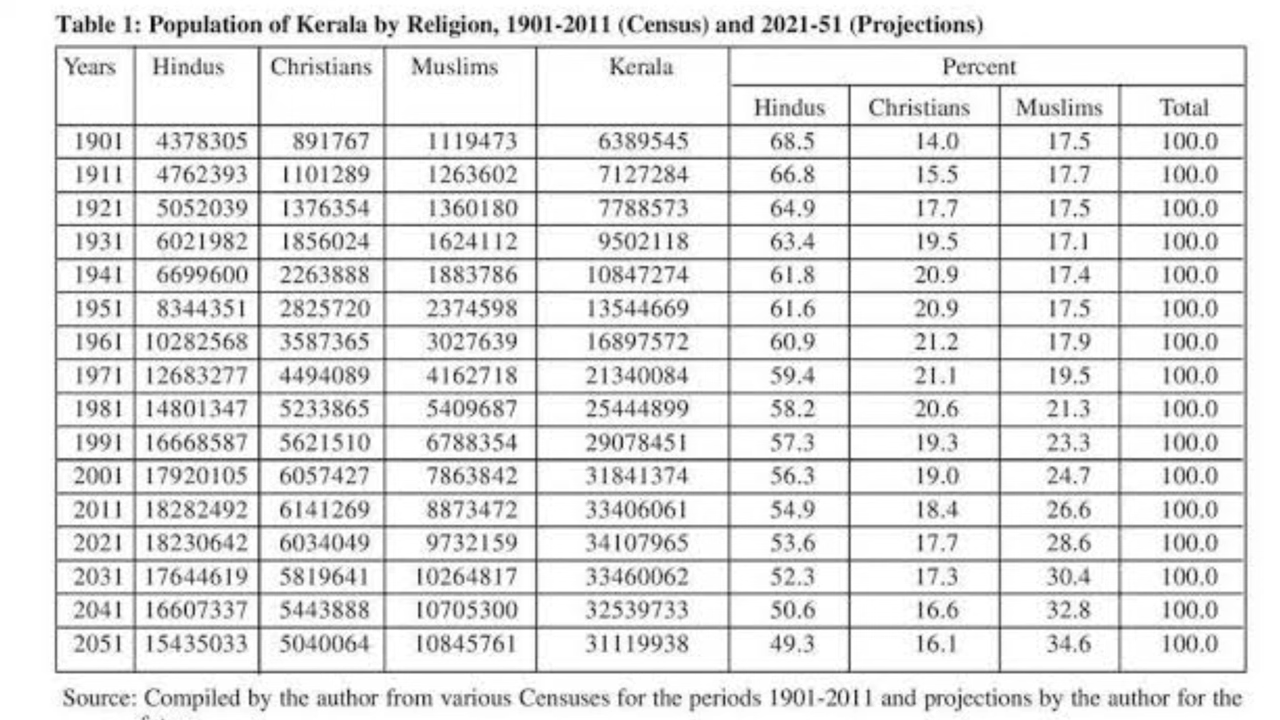 Table 1: Population of Kerala by Religion, 1901-2011 (Census) and 2021-51 (Projections)
Years Hindus Christians Muslims Kerala Percent
Hindus Christians Muslims Total
1901 4378305 891767 1119473 6389545 68.5 14.0 17.5 100.0
1911 4762393 1101289 1263602 7127284 66.8 15.5 17.7 100.0
1921 5052039 1376354 1360180 7788573 64.9 17.7 17.5 100.0
1931 6021982 1856024 1624112 9502118 63.4 19.5 17.1 100.0
1941 6699600 2263888 1883786 10847274 61.8 20.9 17.4 100.0
1951 8344351 2825720 2374598 13544669 61.6 20.9 17.5 100.0
1961 10282568 3587365 3027639 16897572 60.9 21.2 17.9 100.0
1971 12683277 4494089 4162718 21340084 59.4 21.1 19.5 100.0
1981 14801347 5233865 5409687 25444899 58.2 20.6 21.3 100.0
1991 16668587 5621510 6788354 29078451 57.3 19.3 23.3 100.0
2001 17920105 6057427 7863842 31841374 56.3 19.0 24.7 100.0
2011 18282492 6141269 8873472 33406061 54.9 18.4 26.6 100.0
2021 18230642 6034049 9732159 34107965 53.6 17.7 28.6 100.0
2031 17644619 5819641 10264817 33460062 52.3 17.3 30.4 100.0
2041 16607337 5443888 10705300 32539733 50.6 16.6 32.8 100.0
2051 15435033 5040064 10845761 31119938 49.3 16.1 34.6 100.0
Source: Compiled by the author from various Censuses for the periods 1901-2011 and projections by the author for the